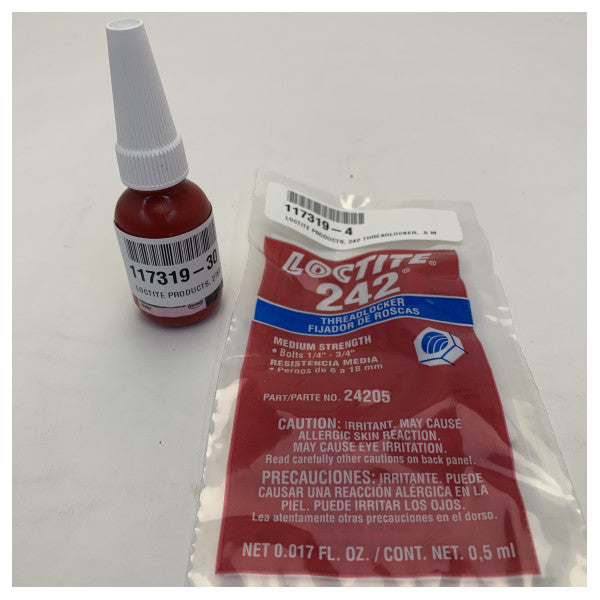 117319-30
LOCTITE PRODUCTS,
117319-4
LOCTITE PRODUCTS, 242 THREADLOCKER, .5 M
LOCTITE®
242®
THREADLOCKER
FIJADOR DE ROSCAS
MEDIUM STRENGTH
• Bolts 1/4" - 3/4"
RESISTENCIA MEDIA
• Pernos de 6 a 18 mm
PART/PARTE NO. 24205
CAUTION: IRRITANT. MAY CAUSE
ALLERGIC SKIN REACTION.
MAY CAUSE EYE IRRITATION.
Read carefully other cautions on back panel.
PRECAUCIONES: IRRITANTE. PUEDE
CAUSAR UNA REACCIÓN ALÉRGICA EN LA
PIEL. PUEDE IRRITAR LOS OJOS.
Lea atentamente otras precauciones en el dorso.
NET 0.017 FL. OZ. / CONT. NET. 0,5 ml